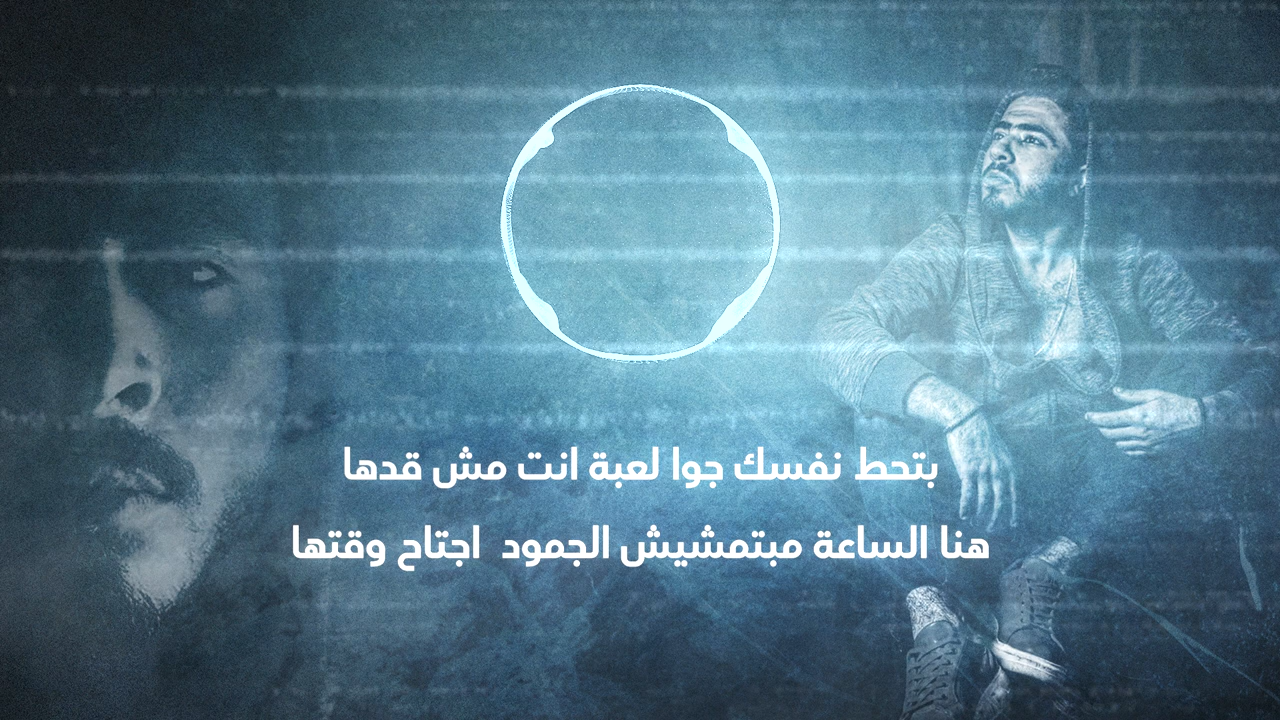 بتحط نفسك جوا لعبة انت مش قدها
هنا الساعة مبتمشيش الجمود اجتاح وقتها